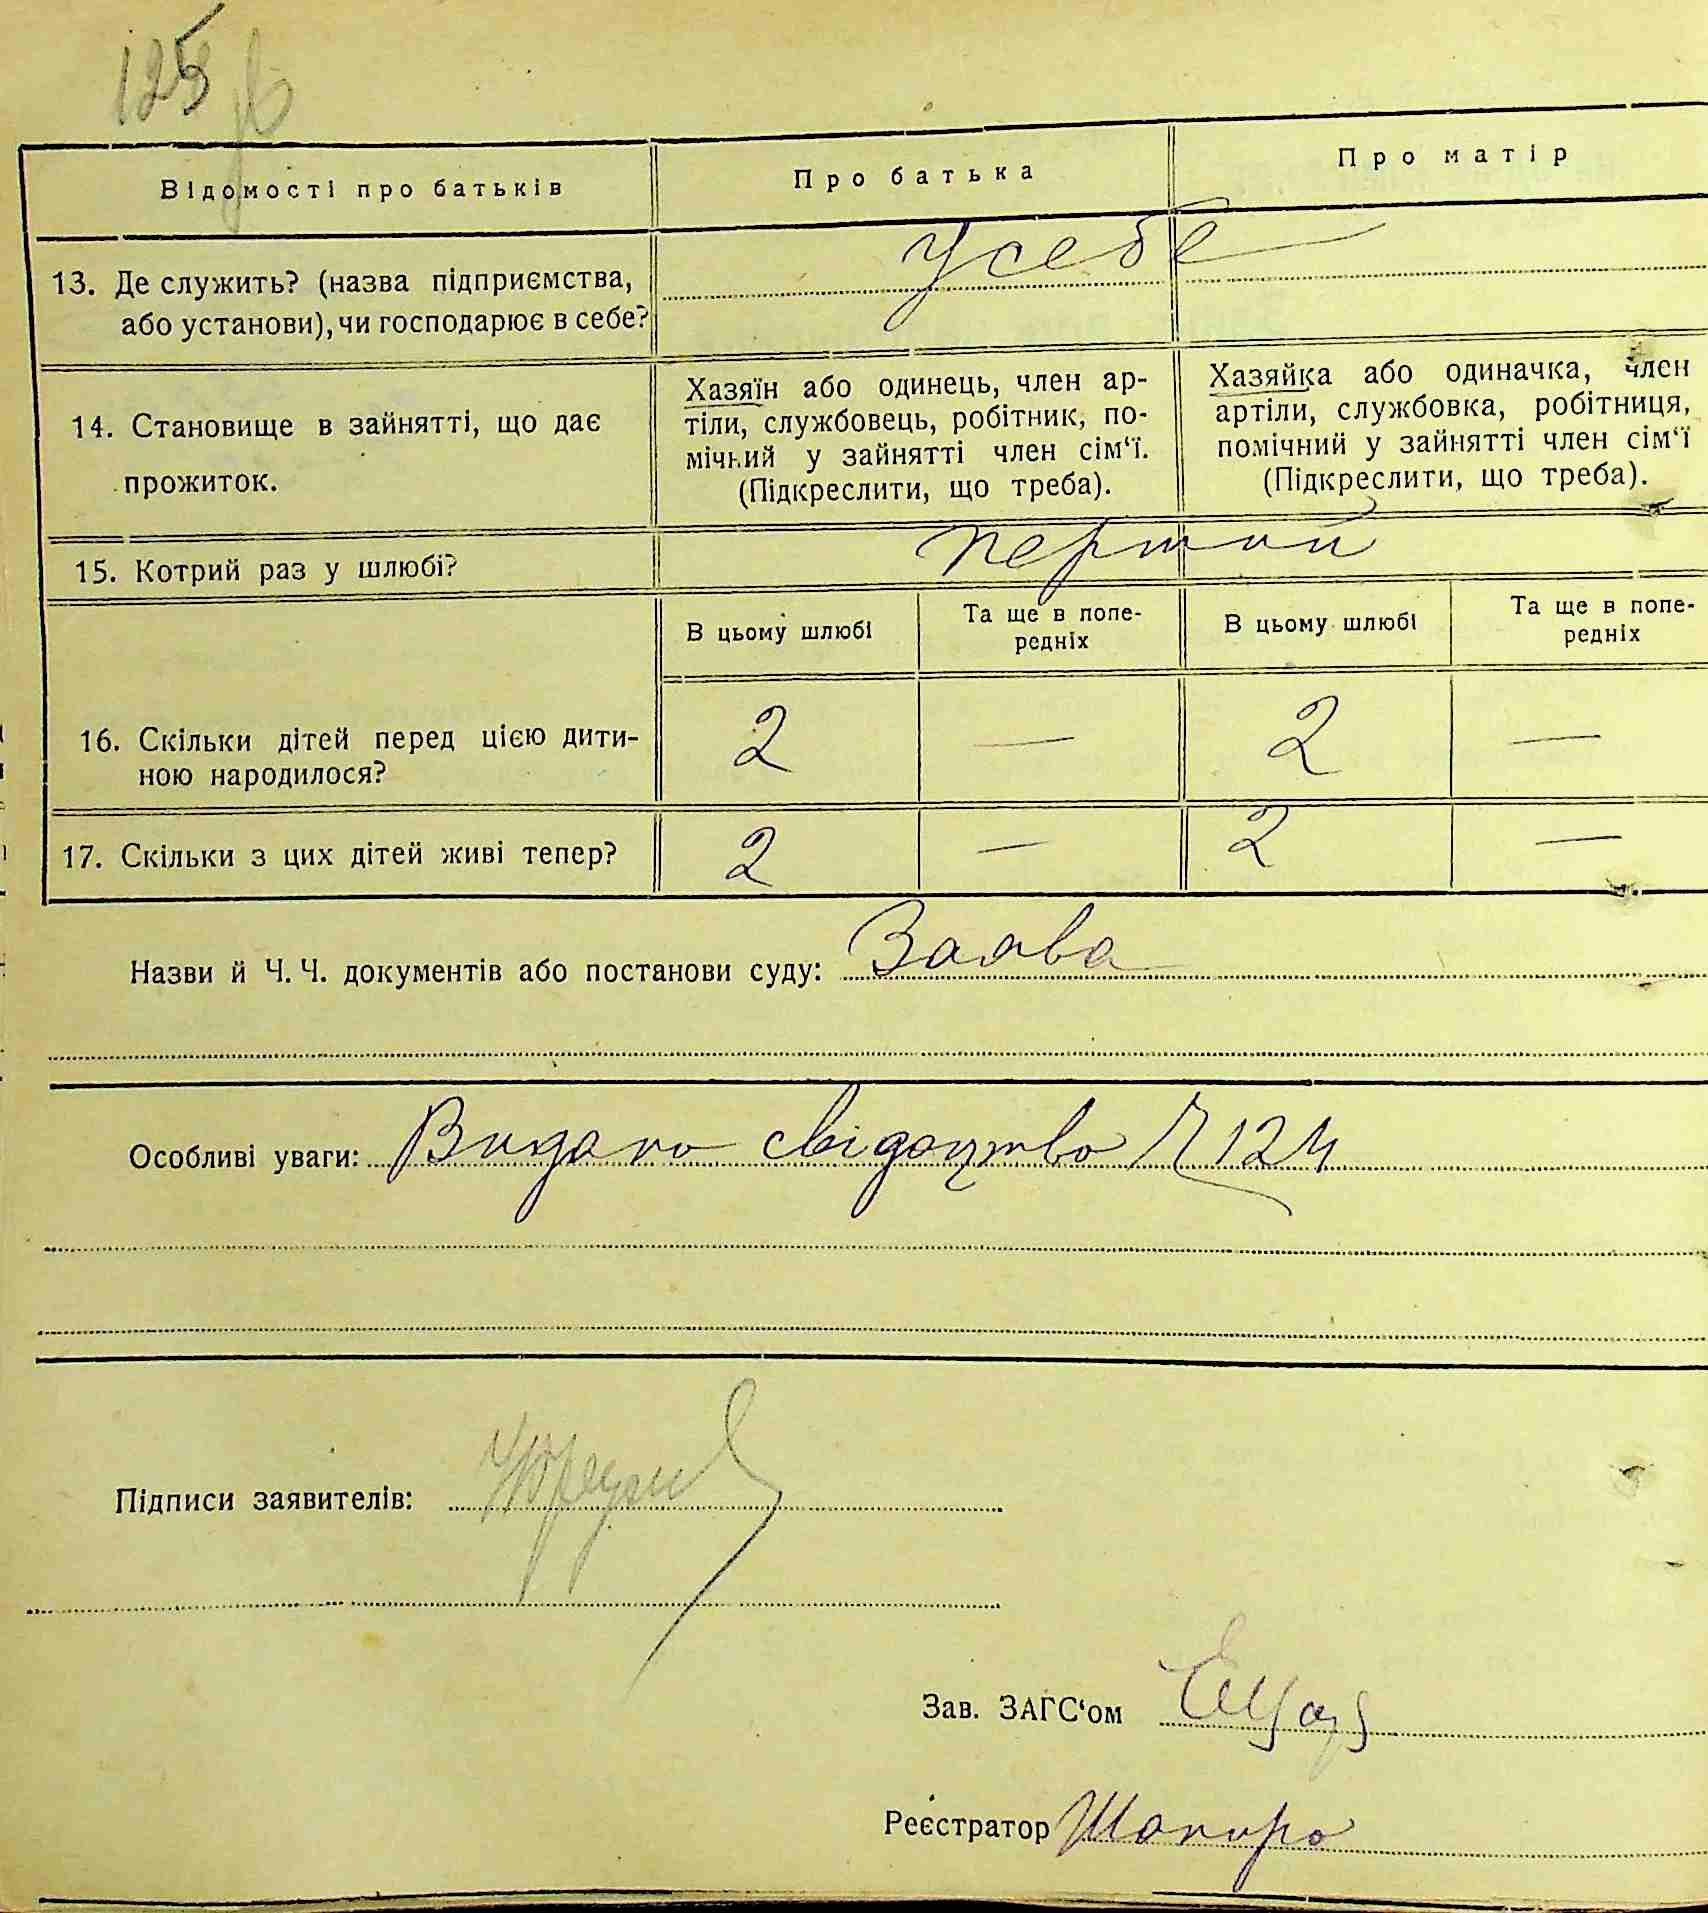 125
Відомості про батьків
Про батька
Про матір
13. Де служить? (назва підприємства,
або установи), чи господарює в себе?
У себе
14. Становище в зайнятті, що дає
прожиток.
Хазяїн або одинець, член ар-
тіли, службовець, робітник, по-
мічний у зайнятті член сім‘ї.
(Підкреслити, що треба).
Хазяйка або одиначка, член
артіли, службовка, робітниця,
помічний у зайнятті член сім‘ї
(Підкреслити, що треба).
15. Котрий раз у шлюбі?
перший
В цьому шлюбі
Та ще в попе-
редніх
В цьому шлюбі
Та ще в попе-
редніх
16. Скільки дітей перед цією дити-
ною народилося?
2 — 2 —
17. Скільки з цих дітей живі тепер?
2 — 2 —
Назви й Ч. Ч. документів або постанови суду: Заява
Особливі уваги: Видано свідоцтво Ч 124
Підписи заявителів:
Зав. ЗАГС‘ом
Реєстратор Шапиро